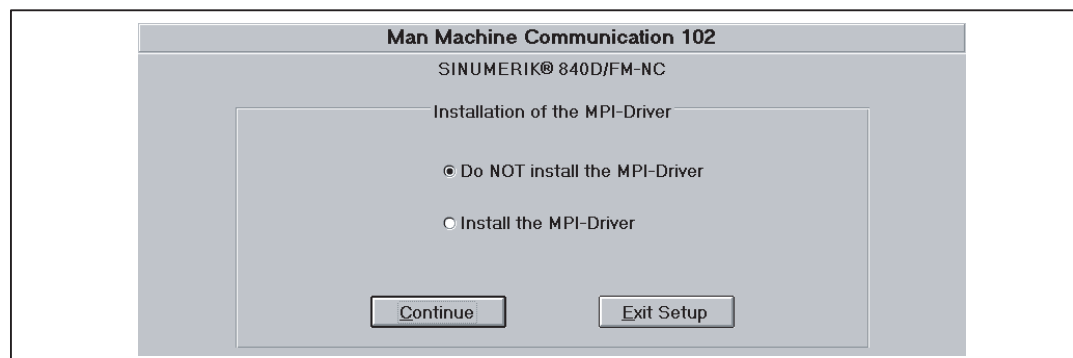 Man Machine Communication 102
SINUMERIK® 840D/FM-NC
Installation of the MPI-Driver
Do NOT install the MPI-Driver
Install the MPI-Driver
Continue Exit Setup